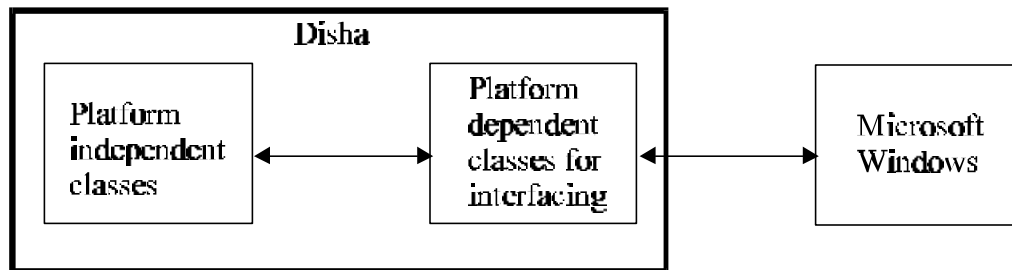 Disha
Platform
independent
classes
Platform
dependent
classes for
interfacing
Microsoft
Windows